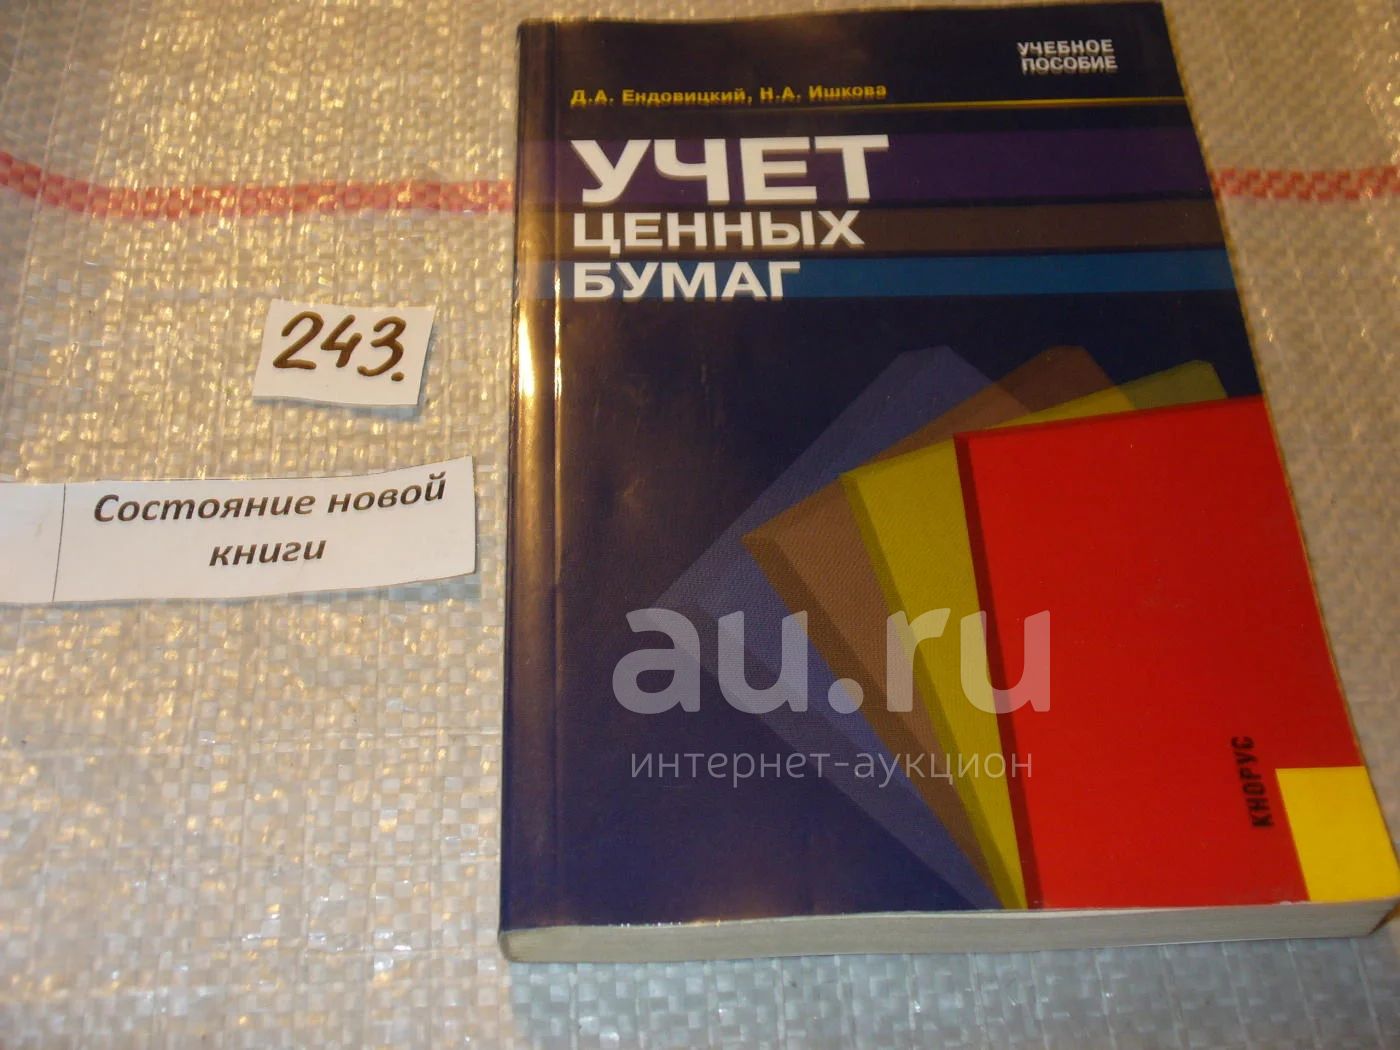 УЧЕБНОЕ
ПОСОБИЕ
Д.А. Ендовицкий, Н.А. Ишкова
УЧЕТ
ЦЕННЫХ
БУМАГ
243.
Состояние новой
книги
au.ru
интернет-аукцион
КНОРУС